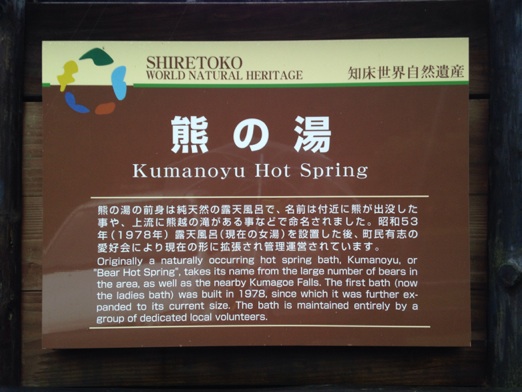 SHIRETOKO
WORLD NATURAL HERITAGE
知床世界自然遺産
熊の湯
Kumanoyu Hot Spring
熊の湯の前身は純天然の露天風呂で、名前は付近に熊が出没した
事や、上流に熊越の滝がある事などで命名されました。昭和53
年(1978年) 露天風呂(現在の女湯)を設置した後、町民有志の
愛好会により現在の形に拡張され管理運営されています。
Originally a naturally occurring hot spring bath, Kumanoyu, or
"Bear Hot Spring", takes its name from the large number of bears in
the area, as well as the nearby Kumagoe Falls. The first bath (now
the ladies bath) was built in 1978, since which it was further ex-
panded to its current size. The bath is maintained entirely by a
group of dedicated local volunteers.